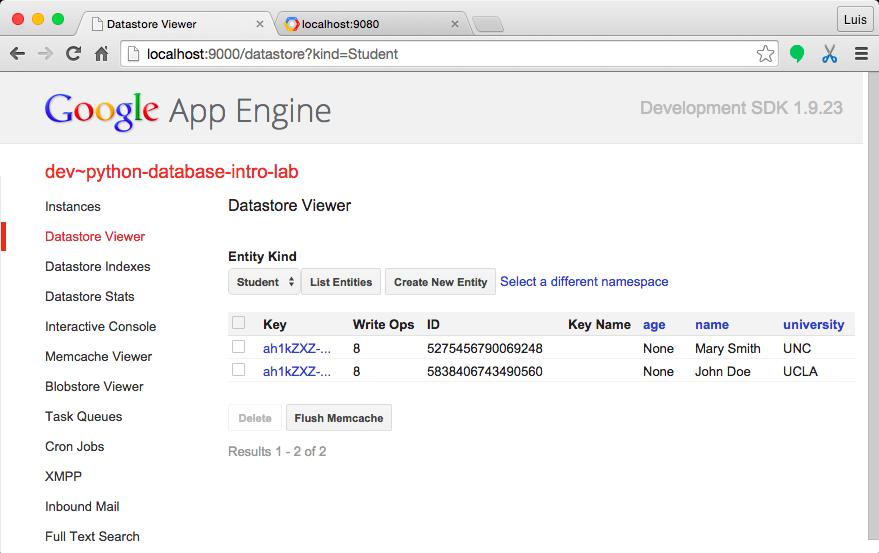 Datastore Viewer
localhost:9080
Luis
localhost:9000/datastore?kind=Student
Google App Engine
Development SDK 1.9.23
dev~python-database-intro-lab
Instances
Datastore Viewer
Datastore Indexes
Datastore Stats
Interactive Console
Memcache Viewer
Blobstore Viewer
Task Queues
Cron Jobs
XMPP
Inbound Mail
Full Text Search
Datastore Viewer
Entity Kind
Student List Entities Create New Entity Select a different namespace
Key Write Ops ID Key Name age name university
ah1kZXZ-... 8 5275456790069248 None Mary Smith UNC
ah1kZXZ-... 8 5838406743490560 None John Doe UCLA
Delete Flush Memcache
Results 1 - 2 of 2